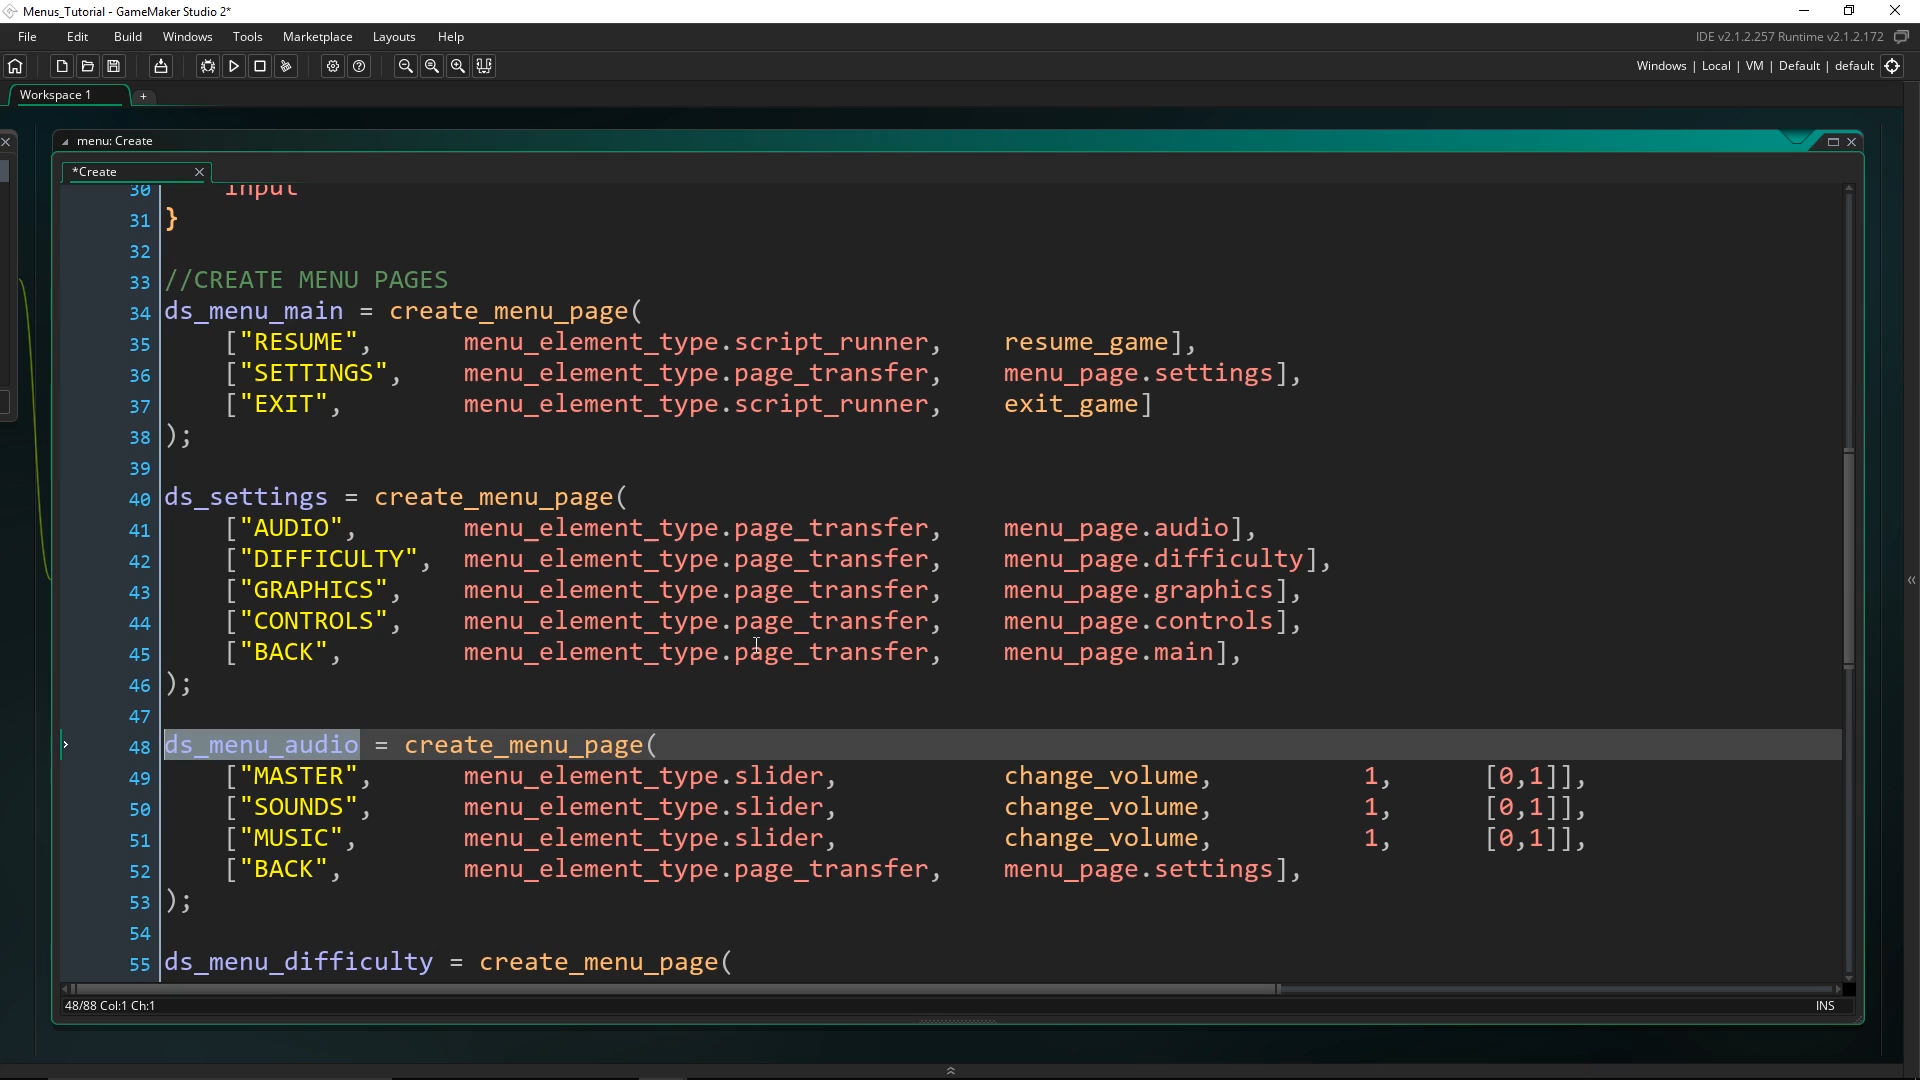 Menus_Tutorial - GameMaker Studio 2*
File Edit Build Windows Tools Marketplace Layouts Help
IDE v2.1.2.257 Runtime v2.1.2.172
Windows | Local | VM | Default | default
Workspace 1 +
menu: Create
*Create
30 input
31 }
32
33 //CREATE MENU PAGES
34 ds_menu_main = create_menu_page(
35 ["RESUME", menu_element_type.script_runner, resume_game],
36 ["SETTINGS", menu_element_type.page_transfer, menu_page.settings],
37 ["EXIT", menu_element_type.script_runner, exit_game]
38 );
39
40 ds_settings = create_menu_page(
41 ["AUDIO", menu_element_type.page_transfer, menu_page.audio],
42 ["DIFFICULTY", menu_element_type.page_transfer, menu_page.difficulty],
43 ["GRAPHICS", menu_element_type.page_transfer, menu_page.graphics],
44 ["CONTROLS", menu_element_type.page_transfer, menu_page.controls],
45 ["BACK", menu_element_type.page_transfer, menu_page.main],
46 );
47
48 ds_menu_audio = create_menu_page(
49 ["MASTER", menu_element_type.slider, change_volume, 1, [0,1]],
50 ["SOUNDS", menu_element_type.slider, change_volume, 1, [0,1]],
51 ["MUSIC", menu_element_type.slider, change_volume, 1, [0,1]],
52 ["BACK", menu_element_type.page_transfer, menu_page.settings],
53 );
54
55 ds_menu_difficulty = create_menu_page(
48/88 Col:1 Ch:1 INS